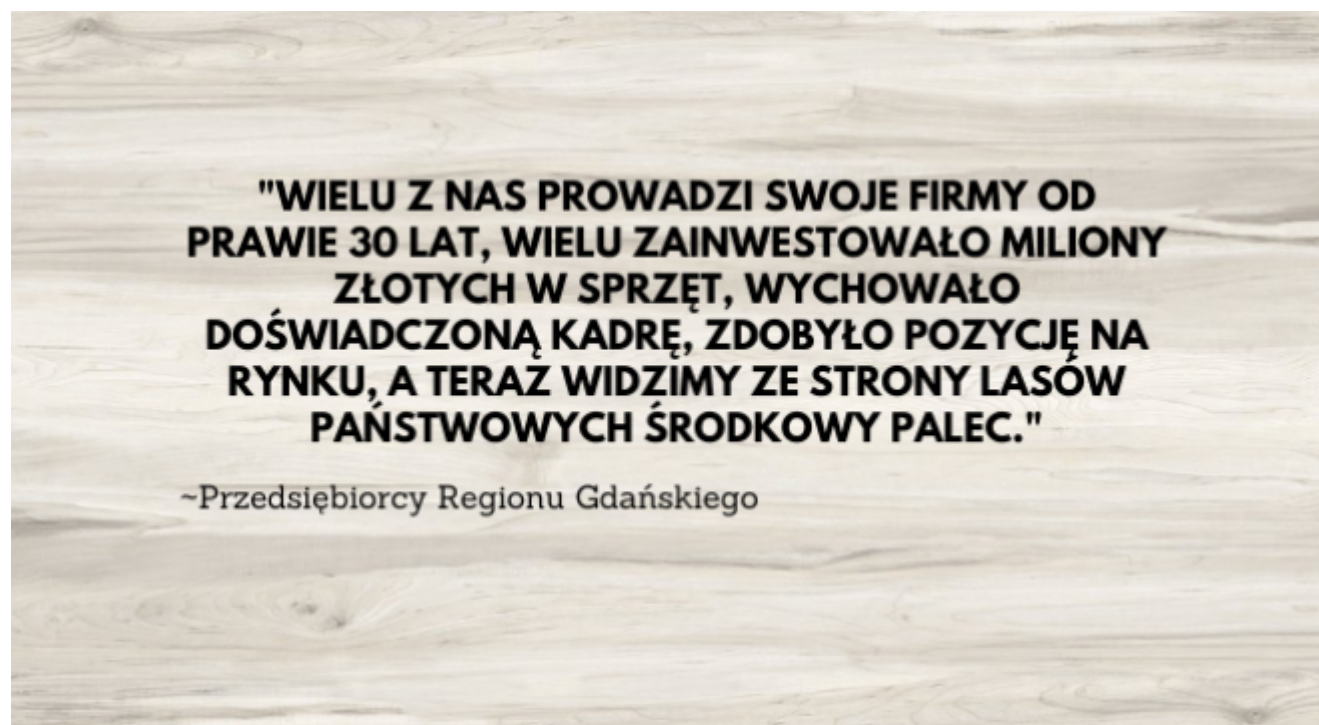 "WIELU Z NAS PROWADZI SWOJE FIRMY OD
PRAWIE 30 LAT, WIELU ZAINWESTOWAŁO MILIONY
ZŁOTYCH W SPRZĘT, WYCHOWAŁO
DOŚWIADCZONĄ KADRĘ, ZDOBYŁO POZYCJĘ NA
RYNKU, A TERAZ WIDZIMY ZE STRONY LASÓW
PAŃSTWOWYCH ŚRODKOWY PALEC."
~Przedsiębiorcy Regionu Gdańskiego